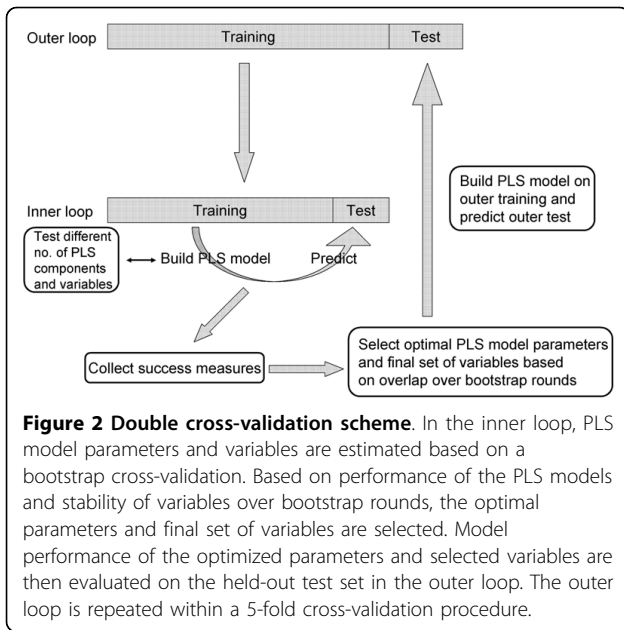 Outer loop
Training
Test
Build PLS model on
outer training and
predict outer test
Inner loop
Training
Test
Test different
no. of PLS
components
and variables
Build PLS model
Predict
Collect success measures
Select optimal PLS model parameters
and final set of variables based
on overlap over bootstrap rounds
Figure 2 Double cross-validation scheme. In the inner loop, PLS
model parameters and variables are estimated based on a
bootstrap cross-validation. Based on performance of the PLS models
and stability of variables over bootstrap rounds, the optimal
parameters and final set of variables are selected. Model
performance of the optimized parameters and selected variables are
then evaluated on the held-out test set in the outer loop. The outer
loop is repeated within a 5-fold cross-validation procedure.